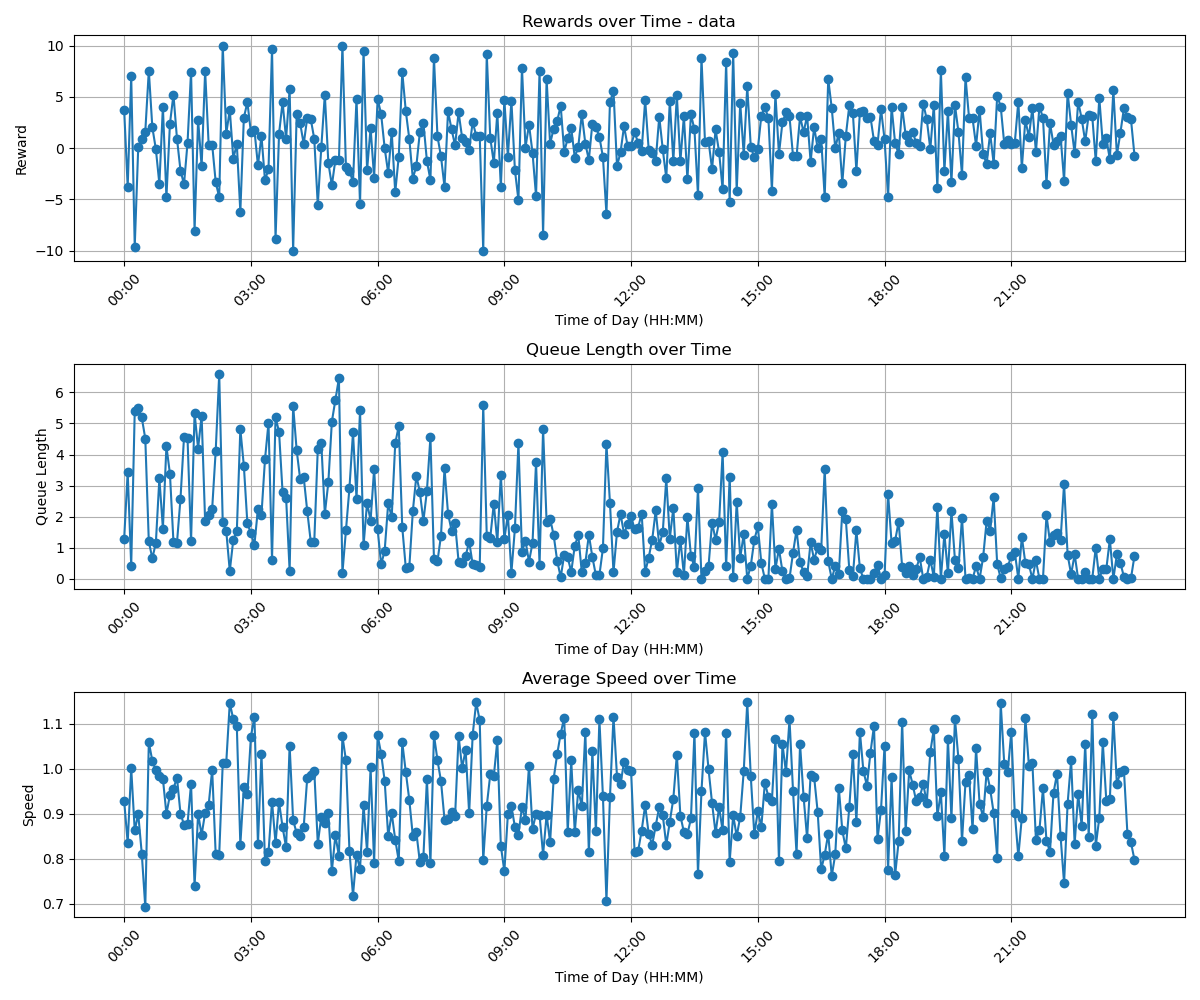 Rewards over Time - data
10
5
0
−5
−10
Reward
00:00 03:00 06:00 09:00 12:00 15:00 18:00 21:00
Time of Day (HH:MM)
Queue Length over Time
6
5
4
3
2
1
0
Queue Length
00:00 03:00 06:00 09:00 12:00 15:00 18:00 21:00
Time of Day (HH:MM)
Average Speed over Time
1.1
1.0
0.9
0.8
0.7
Speed
00:00 03:00 06:00 09:00 12:00 15:00 18:00 21:00
Time of Day (HH:MM)